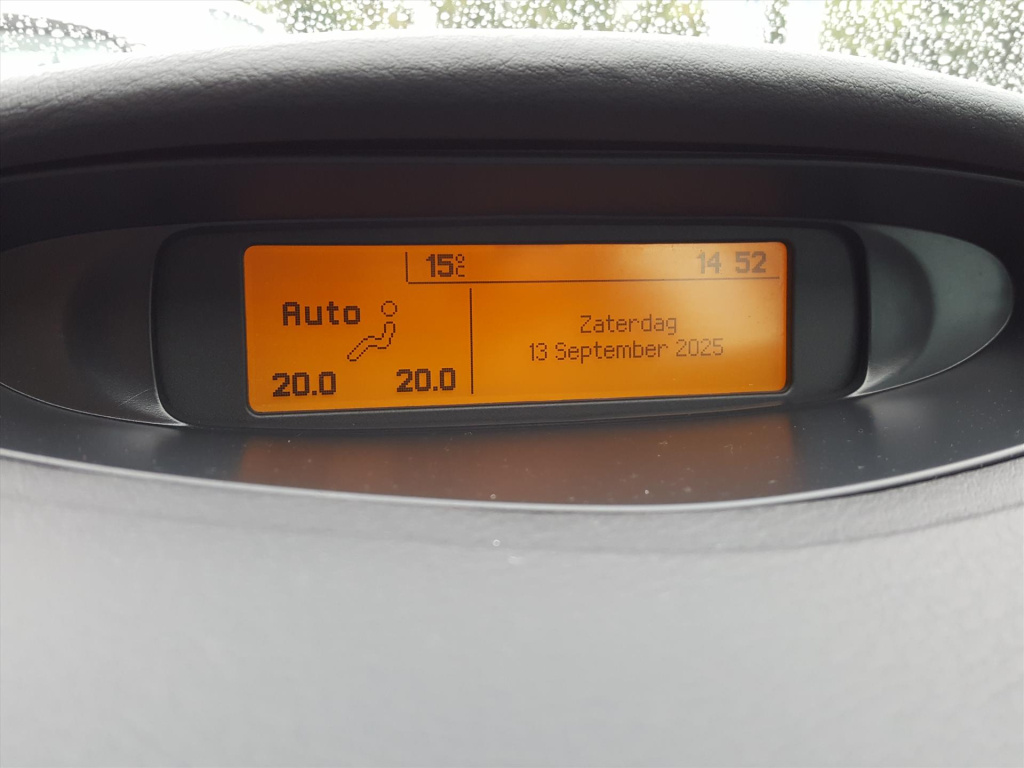 15°C 14 52
Auto
20.0 20.0
Zaterdag
13 September 2025